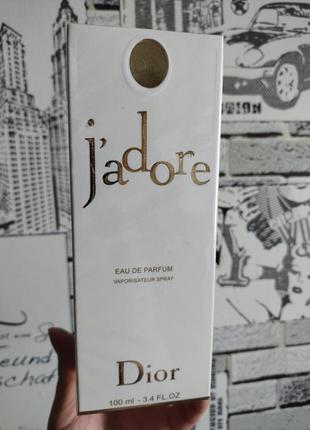 j'adore
EAU DE PARFUM
VAPORISATEUR SPRAY
Dior
100 ml - 3.4 FL.OZ